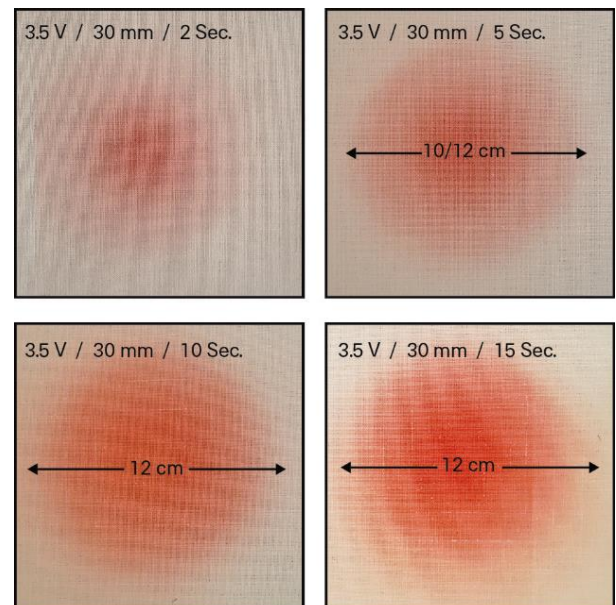 3.5 V / 30 mm / 2 Sec.
3.5 V / 30 mm / 5 Sec.
10/12 cm
3.5 V / 30 mm / 10 Sec.
12 cm
3.5 V / 30 mm / 15 Sec.
12 cm